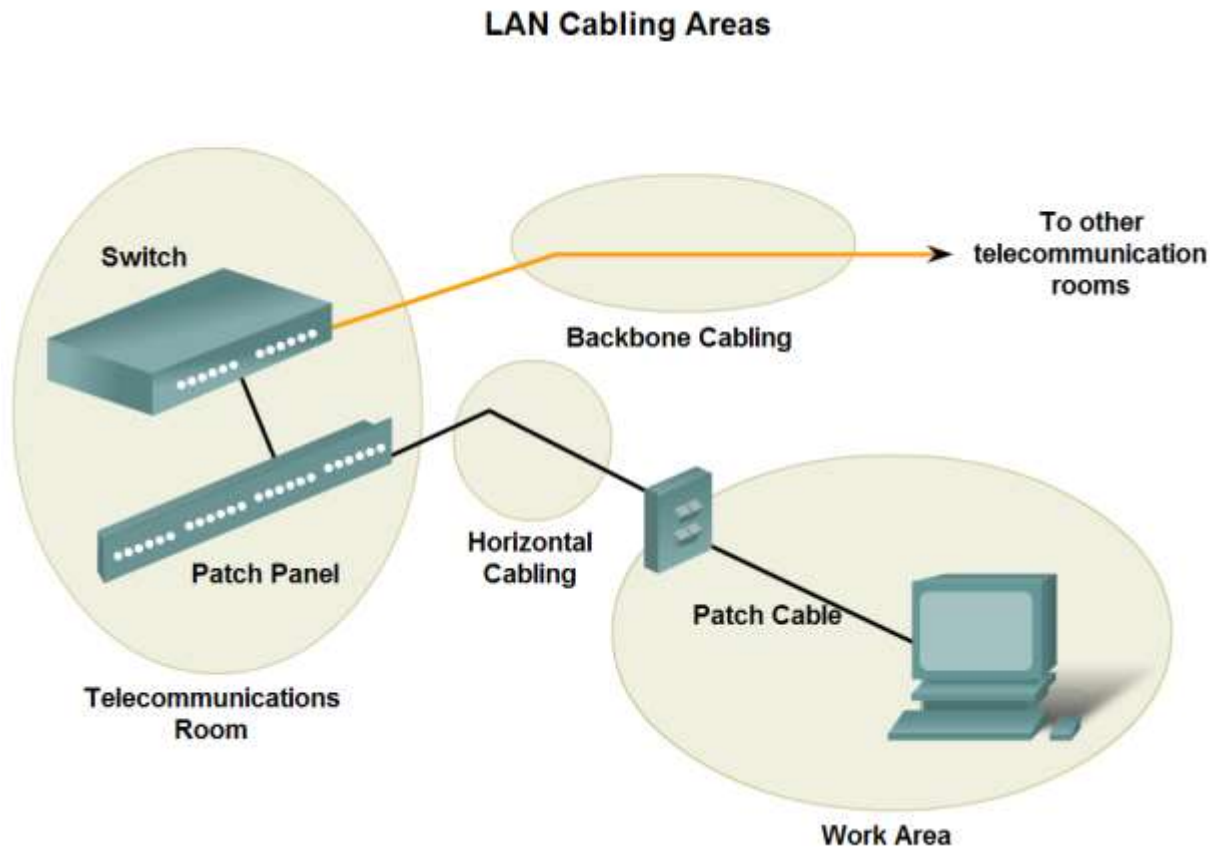 LAN Cabling Areas
Switch
To other
telecommunication
rooms
Backbone Cabling
Patch Panel
Horizontal
Cabling
Patch Cable
Telecommunications
Room
Work Area